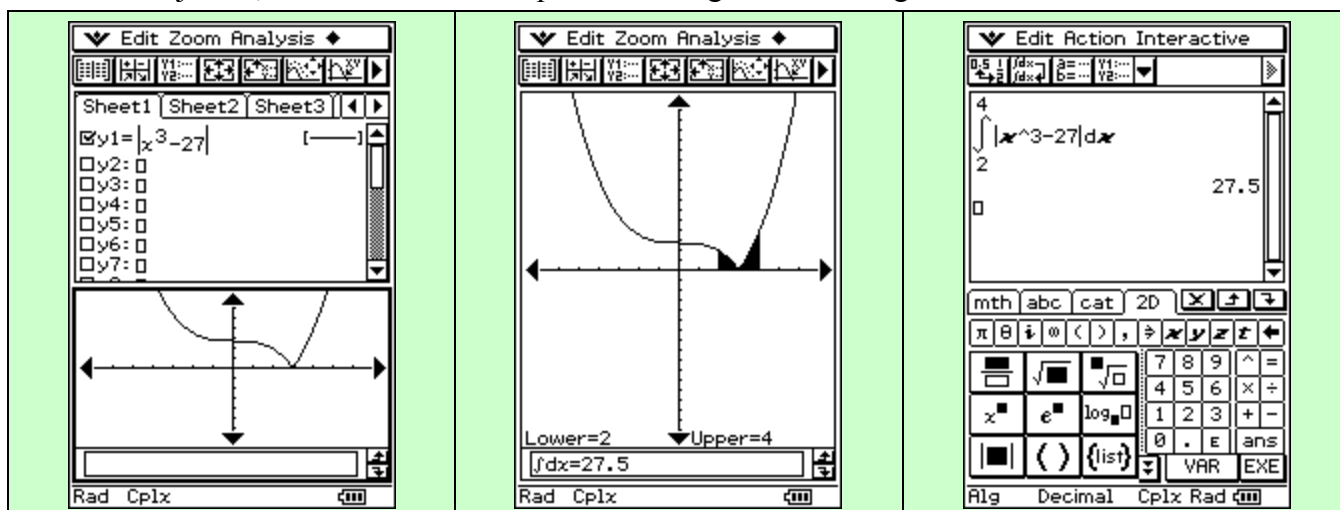 Edit Zoom Analysis
Sheet1 Sheet2 Sheet3
y1=|x^3-27| [—]
y2:
y3:
y4:
y5:
y6:
y7:
Rad Cplx
Edit Zoom Analysis
Lower=2 Upper=4
∫dx=27.5
Rad Cplx
Edit Action Interactive
4
∫|x^3-27|dx
2
27.5
mth abc cat 2D
π θ i ∞ ( ) , ⇒ x y z t
7 8 9 ^ =
4 5 6 × ÷
1 2 3 + -
0 . E ans
VAR EXE
x■ e■ log■□
|■| ( ) {list}
Alg Decimal Cplx Rad